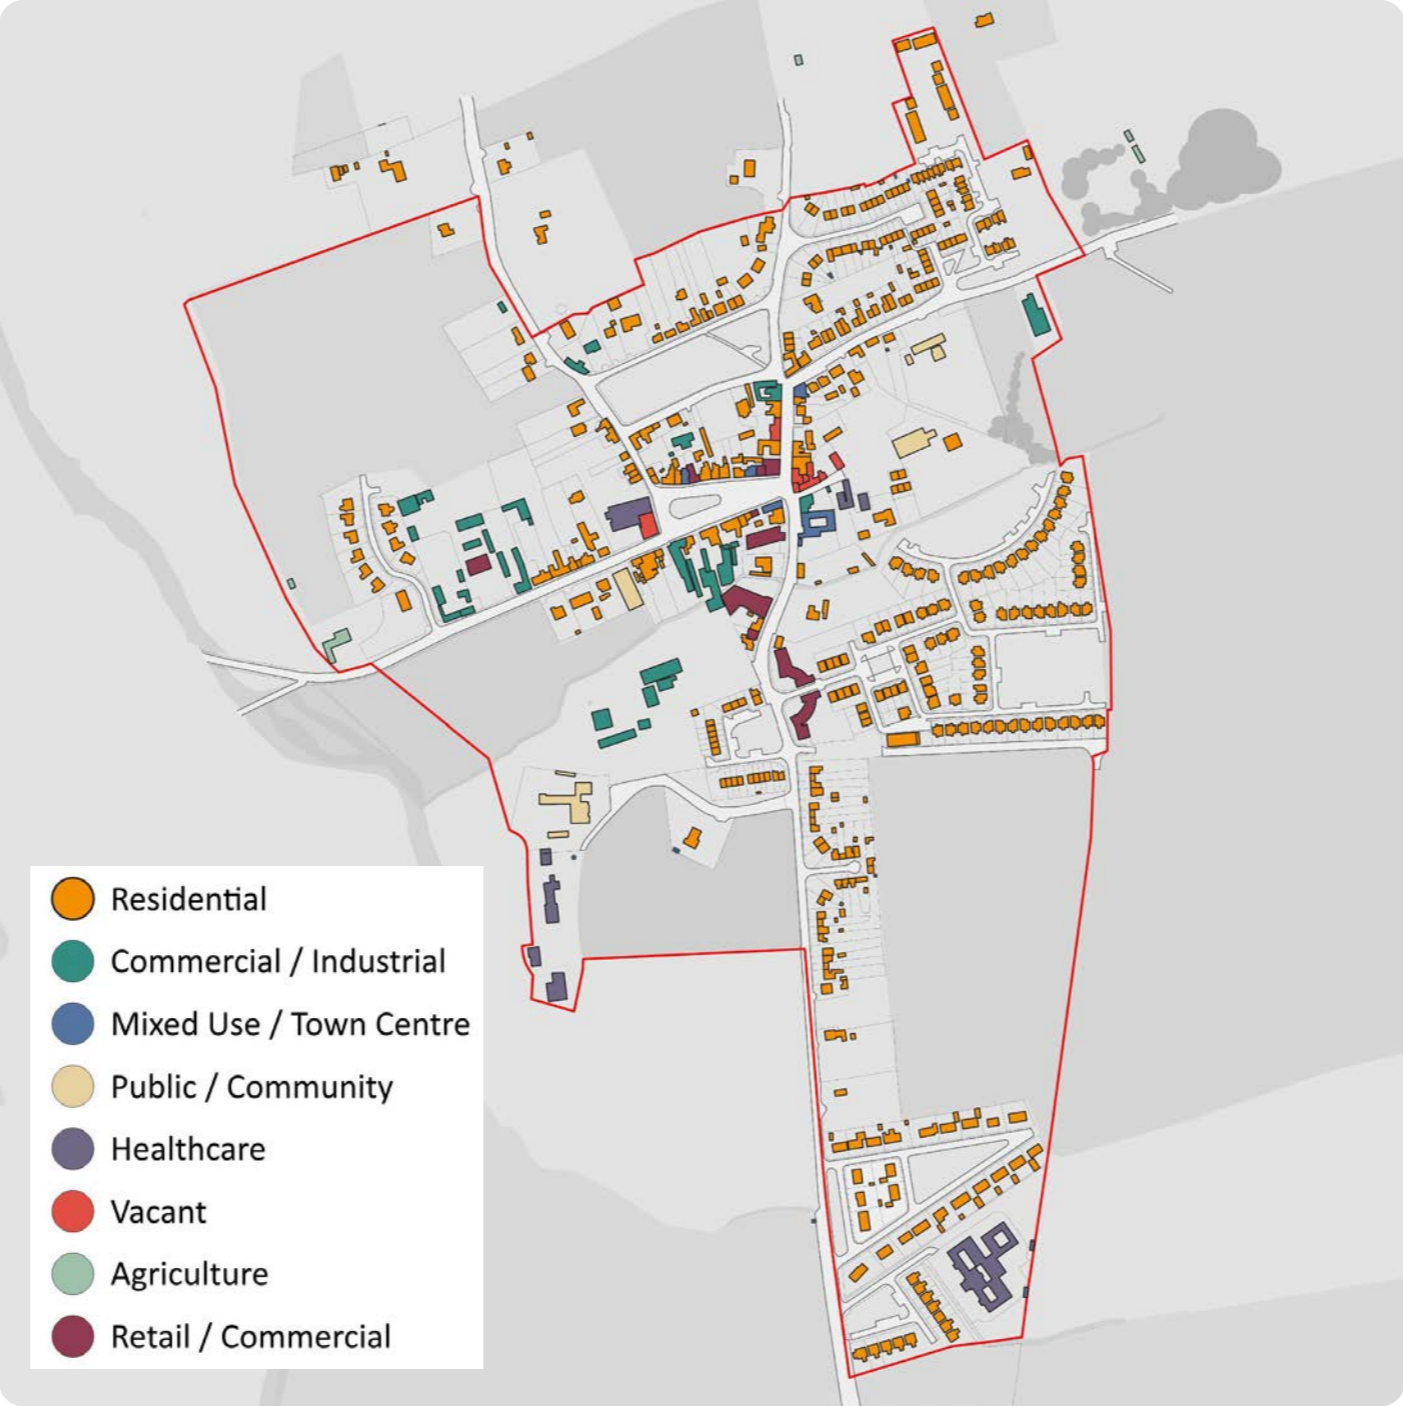 Residential
Commercial / Industrial
Mixed Use / Town Centre
Public / Community
Healthcare
Vacant
Agriculture
Retail / Commercial